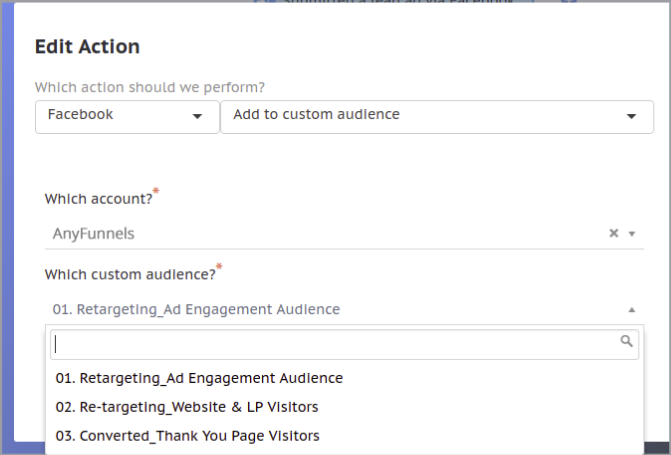 Submitted a lead ad via Facebook
Edit Action
Which action should we perform?
Facebook
Add to custom audience
Which account?*
AnyFunnels
Which custom audience?*
01. Retargeting_Ad Engagement Audience
01. Retargeting_Ad Engagement Audience
02. Re-targeting_Website & LP Visitors
03. Converted_Thank You Page Visitors